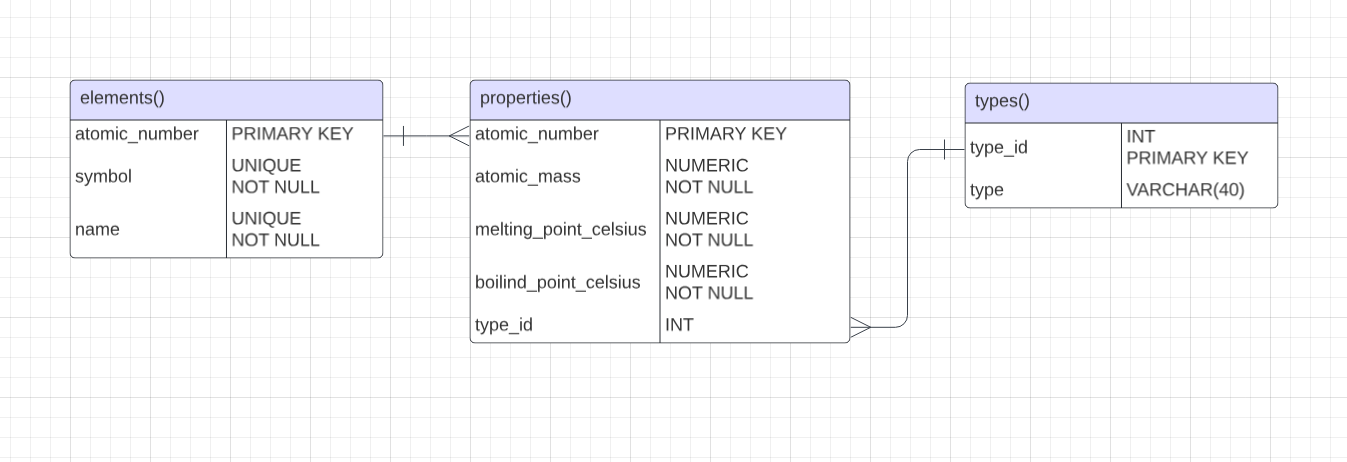 elements()
atomic_number PRIMARY KEY
symbol UNIQUE
NOT NULL
name UNIQUE
NOT NULL
properties()
atomic_number PRIMARY KEY
atomic_mass NUMERIC
NOT NULL
melting_point_celsius NUMERIC
NOT NULL
boilind_point_celsius NUMERIC
NOT NULL
type_id INT
types()
type_id INT
PRIMARY KEY
type VARCHAR(40)